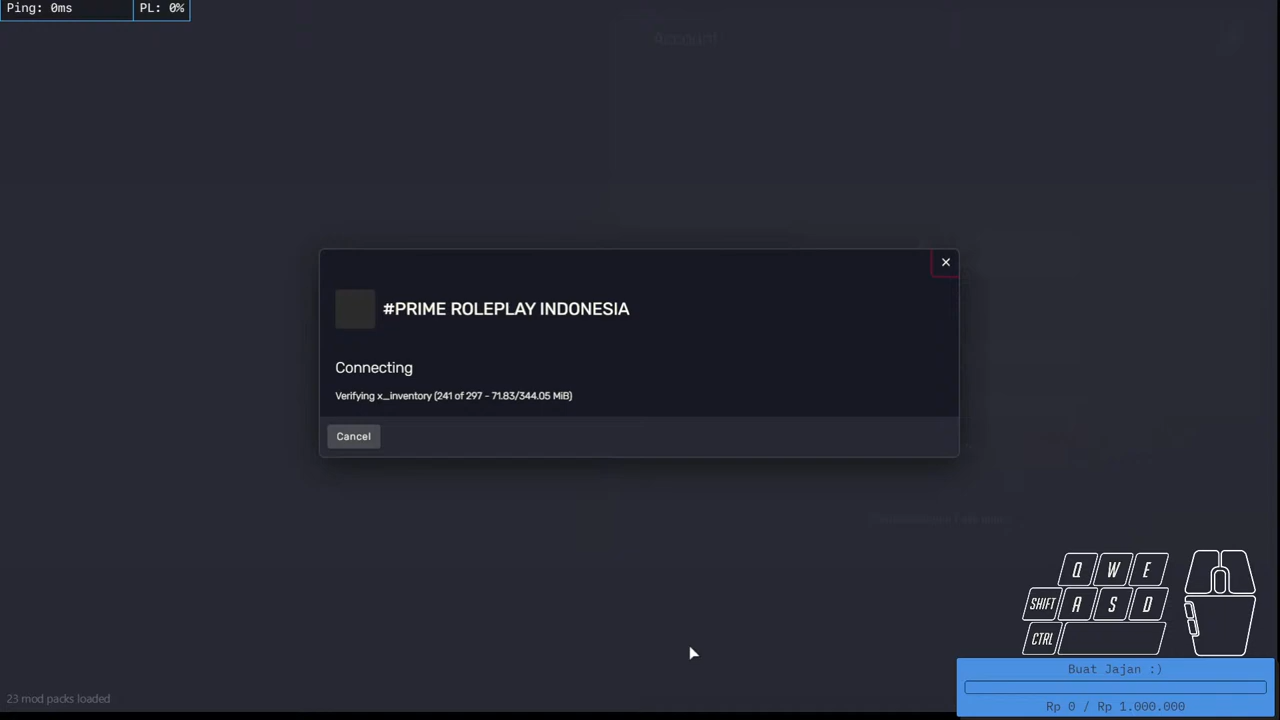 Ping: 0ms
PL: 0%
Account
#PRIME ROLEPLAY INDONESIA
Connecting
Verifying x_inventory (241 of 297 - 71.83/344.05 MiB)
Cancel
Q W E
SHIFT A S D
CTRL
Buat Jajan :)
Rp 0 / Rp 1.000.000
23 mod packs loaded